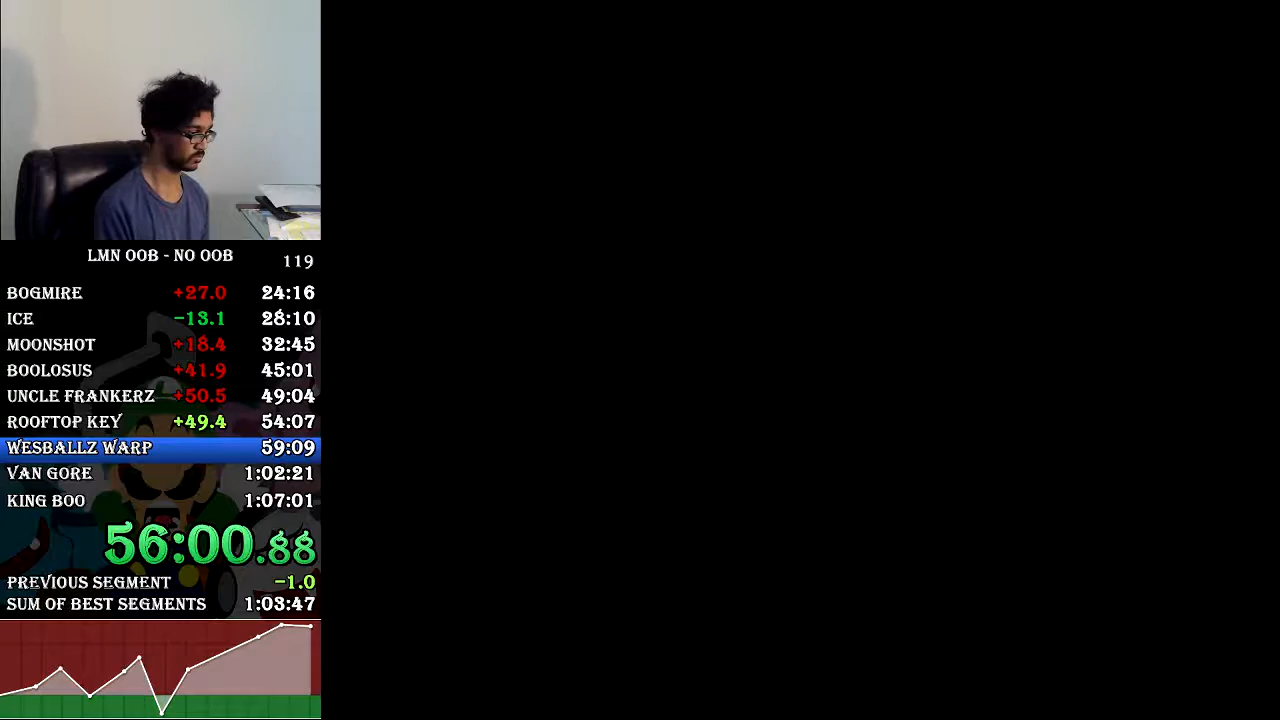 LMN OOB - NO OOB
119
BOGMIRE +27.0 24:16
ICE -13.1 28:10
MOONSHOT +18.4 32:45
BOOLOSUS +41.9 45:01
UNCLE FRANKERZ +50.5 49:04
ROOFTOP KEY +49.4 54:07
WESBALLZ WARP 59:09
VAN GORE 1:02:21
KING BOO 1:07:01
56:00.88
PREVIOUS SEGMENT -1.0
SUM OF BEST SEGMENTS 1:03:47